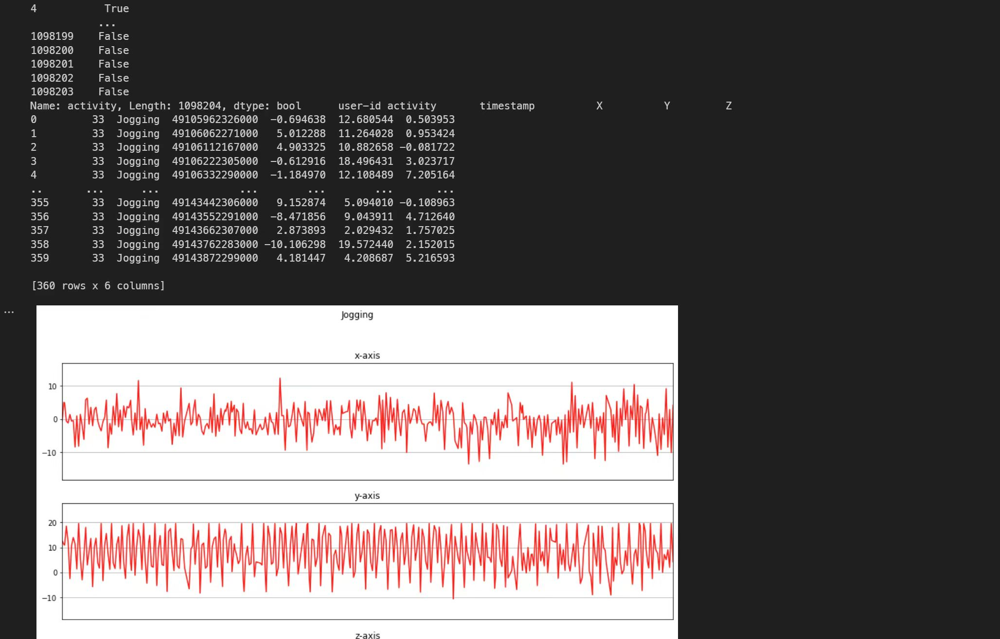 4           True
...
1098199    False
1098200    False
1098201    False
1098202    False
1098203    False
Name: activity, Length: 1098204, dtype: bool      user-id activity       timestamp          X          Y         Z
0         33  Jogging  49105962326000  -0.694638  12.680544  0.503953
1         33  Jogging  49106062271000   5.012288  11.264028  0.953424
2         33  Jogging  49106112167000   4.903325  10.882658 -0.081722
3         33  Jogging  49106222305000  -0.612916  18.496431  3.023717
4         33  Jogging  49106332290000  -1.184970  12.108489  7.205164
..       ...      ...             ...        ...        ...       ...
355       33  Jogging  49143442306000   9.152874   5.094010 -0.108963
356       33  Jogging  49143552291000  -8.471856   9.043911  4.712640
357       33  Jogging  49143662307000   2.873893   2.029432  1.757025
358       33  Jogging  49143762283000 -10.106298  19.572440  2.152015
359       33  Jogging  49143872299000   4.181447   4.208687  5.216593
[360 rows x 6 columns]
...
Jogging
x-axis
10
0
-10
y-axis
20
10
0
-10
z-axis